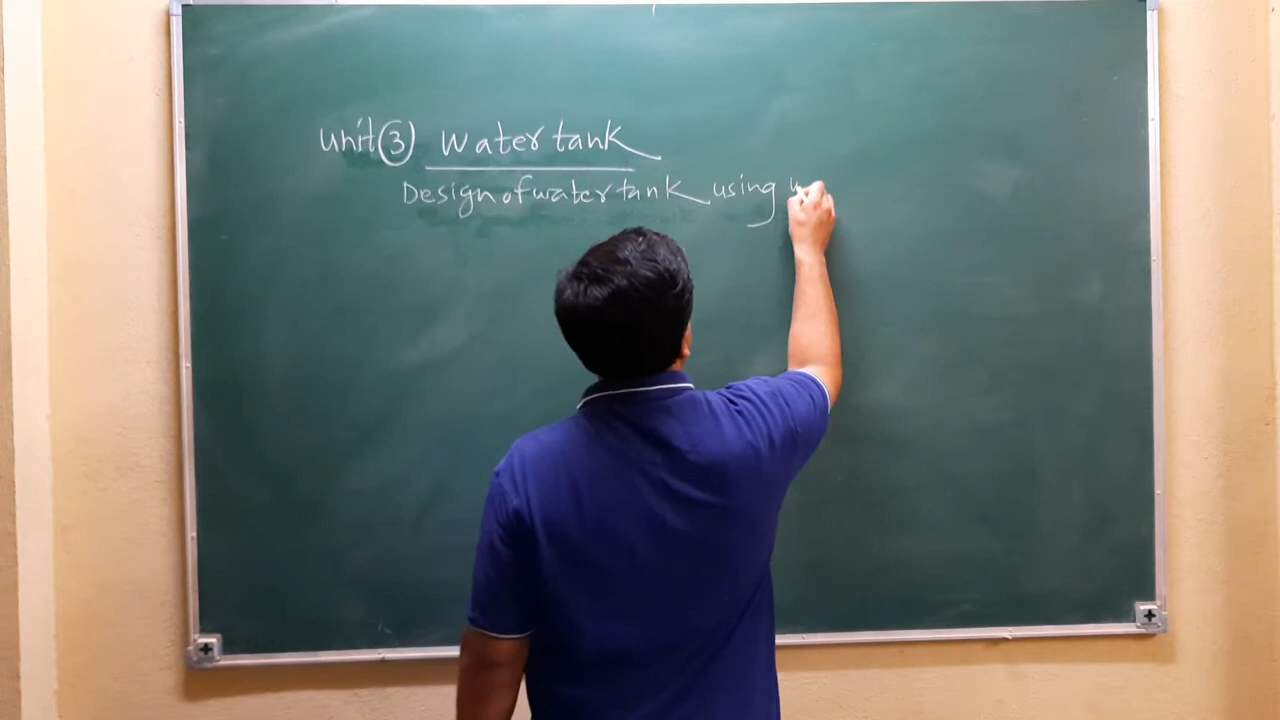 Unit ③ Water tank
Design of water tank using